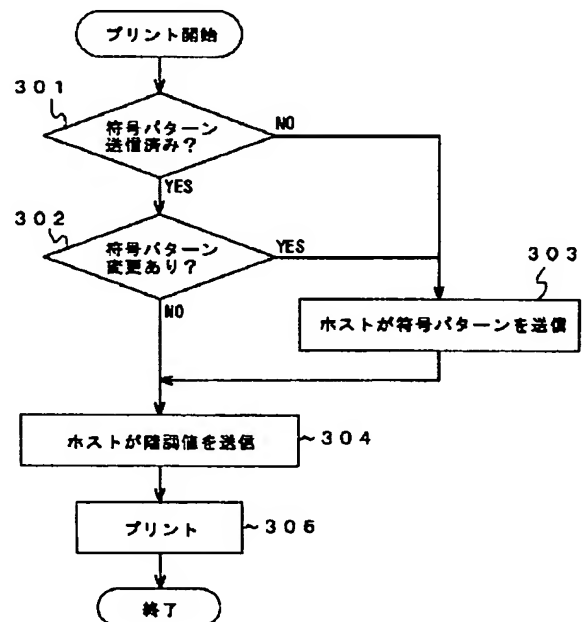 プリント開始
301
符号パターン
送信済み?
NO
YES
302
符号パターン
変更あり?
YES
NO
303
ホストが符号パターンを送信
ホストが階調値を送信
304
プリント
306
終了